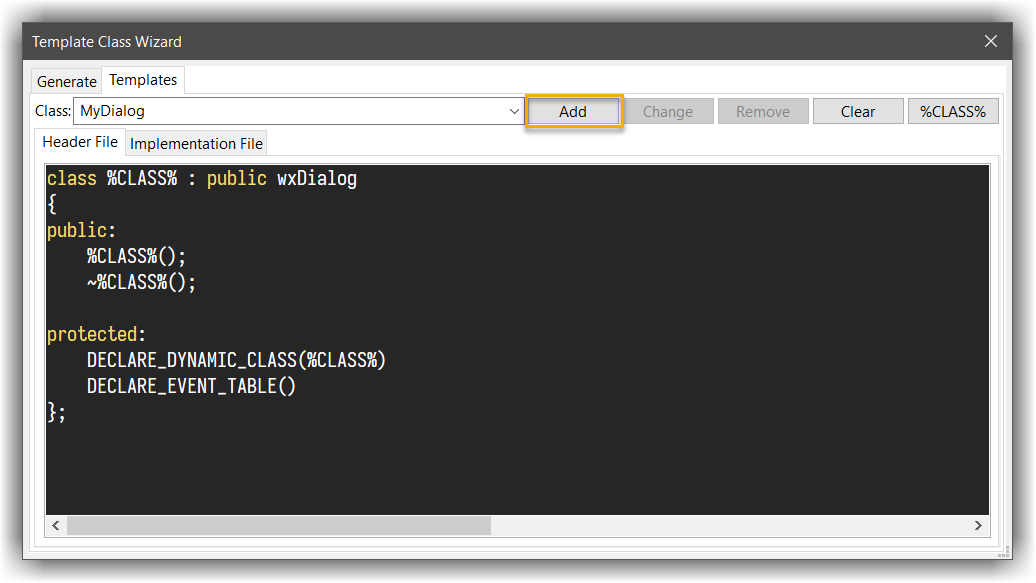 Template Class Wizard
Generate Templates
Class: MyDialog Add Change Remove Clear %CLASS%
Header File Implementation File
class %CLASS% : public wxDialog
{
public:
    %CLASS%();
    ~%CLASS%();
protected:
    DECLARE_DYNAMIC_CLASS(%CLASS%)
    DECLARE_EVENT_TABLE()
};